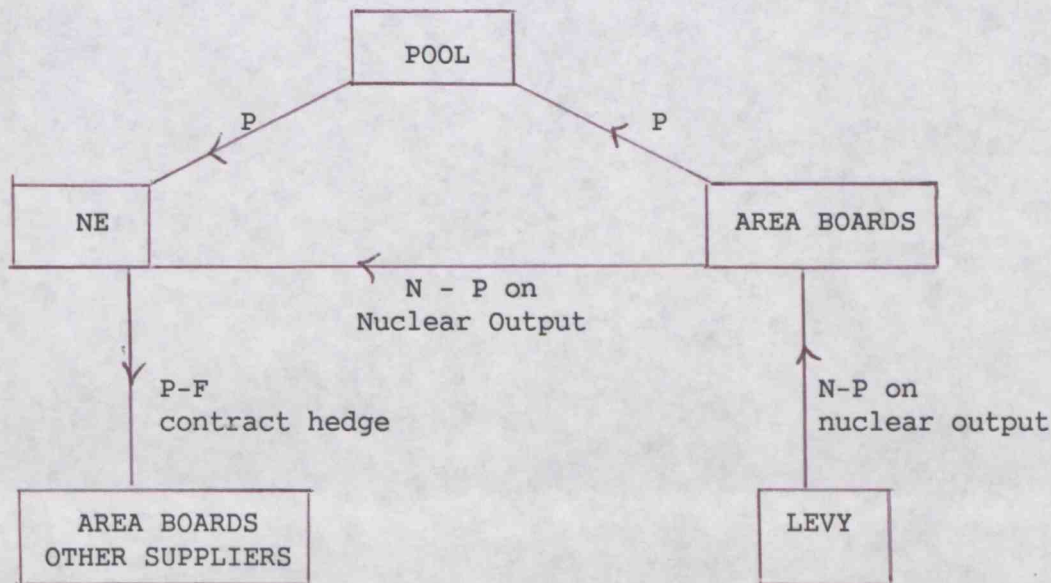 POOL
P
P
NE
AREA BOARDS
N - P on
Nuclear Output
P-F
contract hedge
N-P on
nuclear output
AREA BOARDS
OTHER SUPPLIERS
LEVY